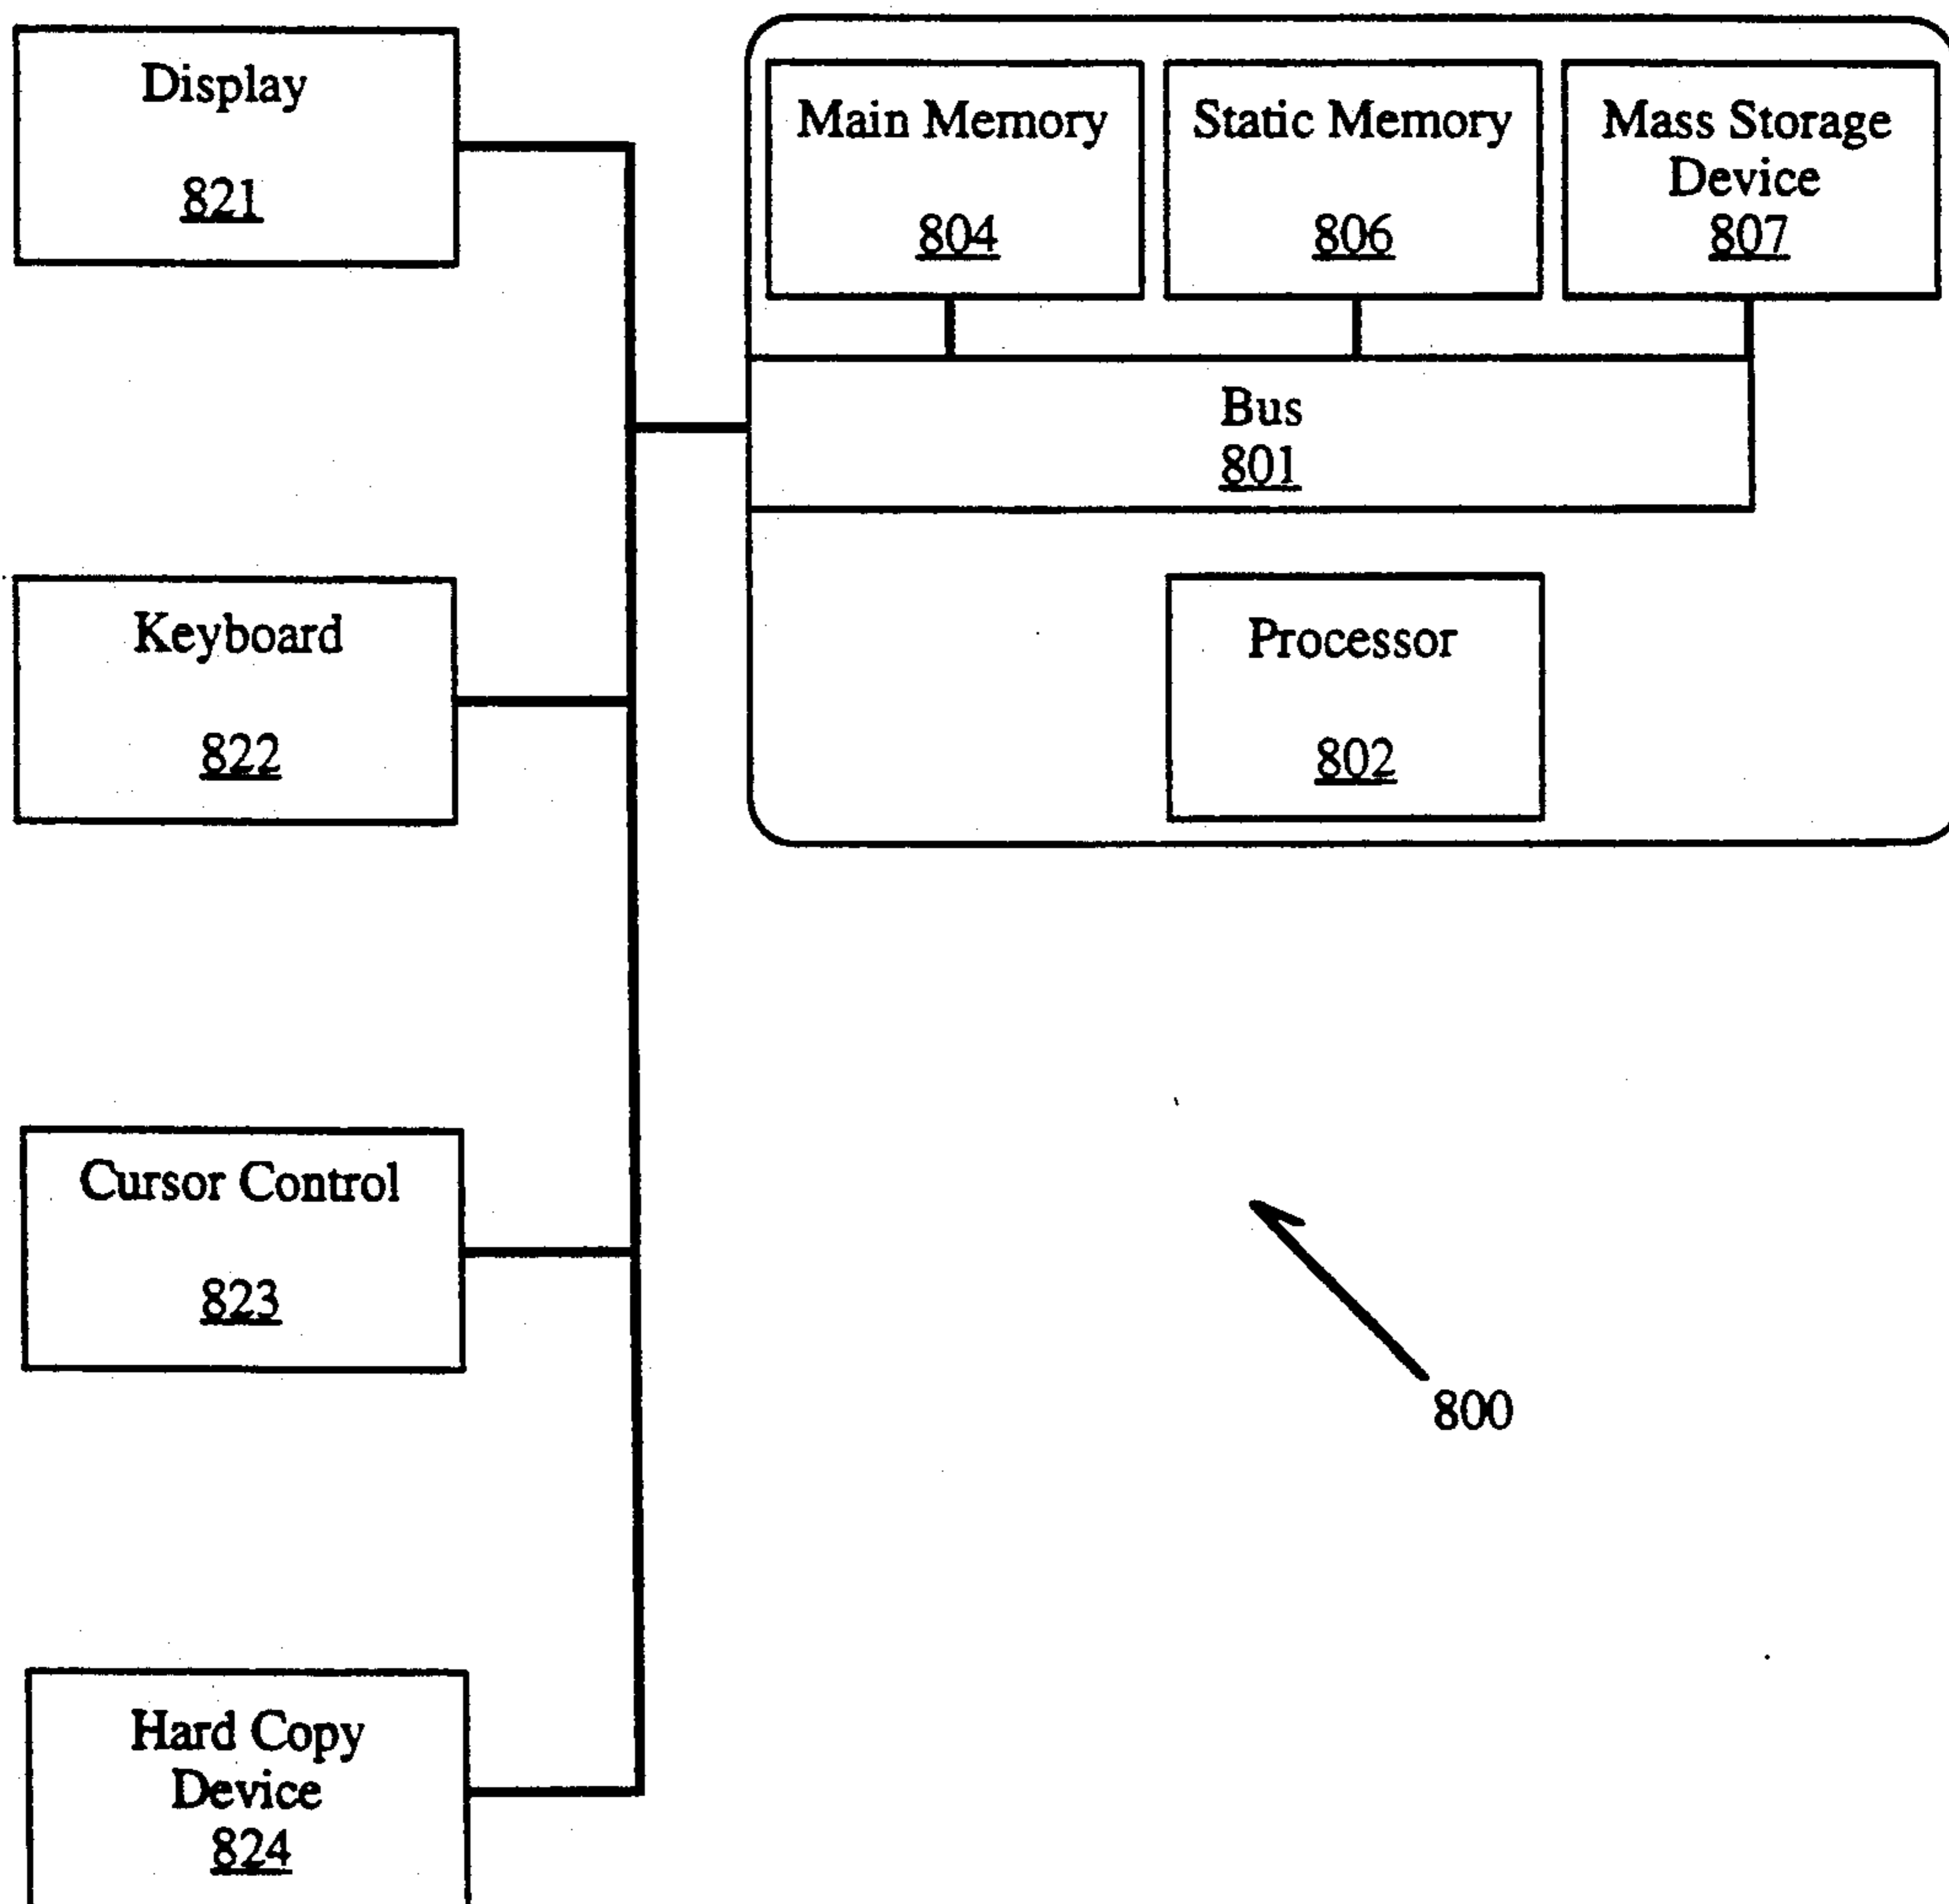 Display
821
Main Memory
804
Static Memory
806
Mass Storage
Device
807
Bus
801
Keyboard
822
Processor
802
Cursor Control
823
800
Hard Copy
Device
824